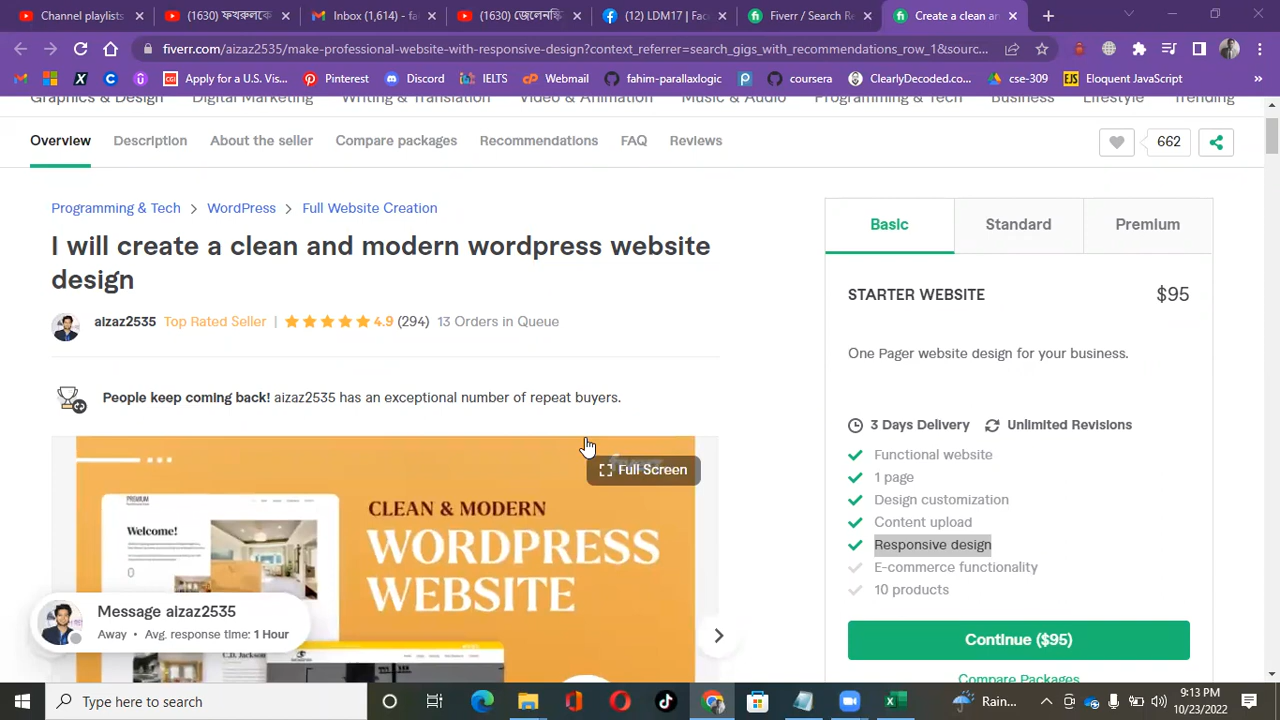 Channel playlists
(1630) ফযরুলকে
Inbox (1,614) - fa
(1630) জেলেনস্কি
(12) LDM17 | Fac
Fiverr / Search Re
Create a clean an
fiverr.com/aizaz2535/make-professional-website-with-responsive-design?context_referrer=search_gigs_with_recommendations_row_1&sourc...
Apply for a U.S. Vis...
Pinterest
Discord
IELTS
Webmail
fahim-parallaxlogic
coursera
ClearlyDecoded.co...
cse-309
EJS
Eloquent JavaScript
»
Graphics & Design
Digital Marketing
Writing & Translation
Video & Animation
Music & Audio
Programming & Tech
Business
Lifestyle
Trending
Overview
Description
About the seller
Compare packages
Recommendations
FAQ
Reviews
662
Programming & Tech > WordPress > Full Website Creation
I will create a clean and modern wordpress website
design
aizaz2535 Top Rated Seller | 4.9 (294) 13 Orders in Queue
People keep coming back! aizaz2535 has an exceptional number of repeat buyers.
Full Screen
PREMIUM
Welcome!
CLEAN & MODERN
WORDPRESS
WEBSITE
C.D. Jackson
Message aizaz2535
Away • Avg. response time: 1 Hour
Basic
Standard
Premium
STARTER WEBSITE
$95
One Pager website design for your business.
3 Days Delivery
Unlimited Revisions
Functional website
1 page
Design customization
Content upload
Responsive design
E-commerce functionality
10 products
Continue ($95)
Compare Packages
Type here to search
Rain...
9:13 PM
10/23/2022